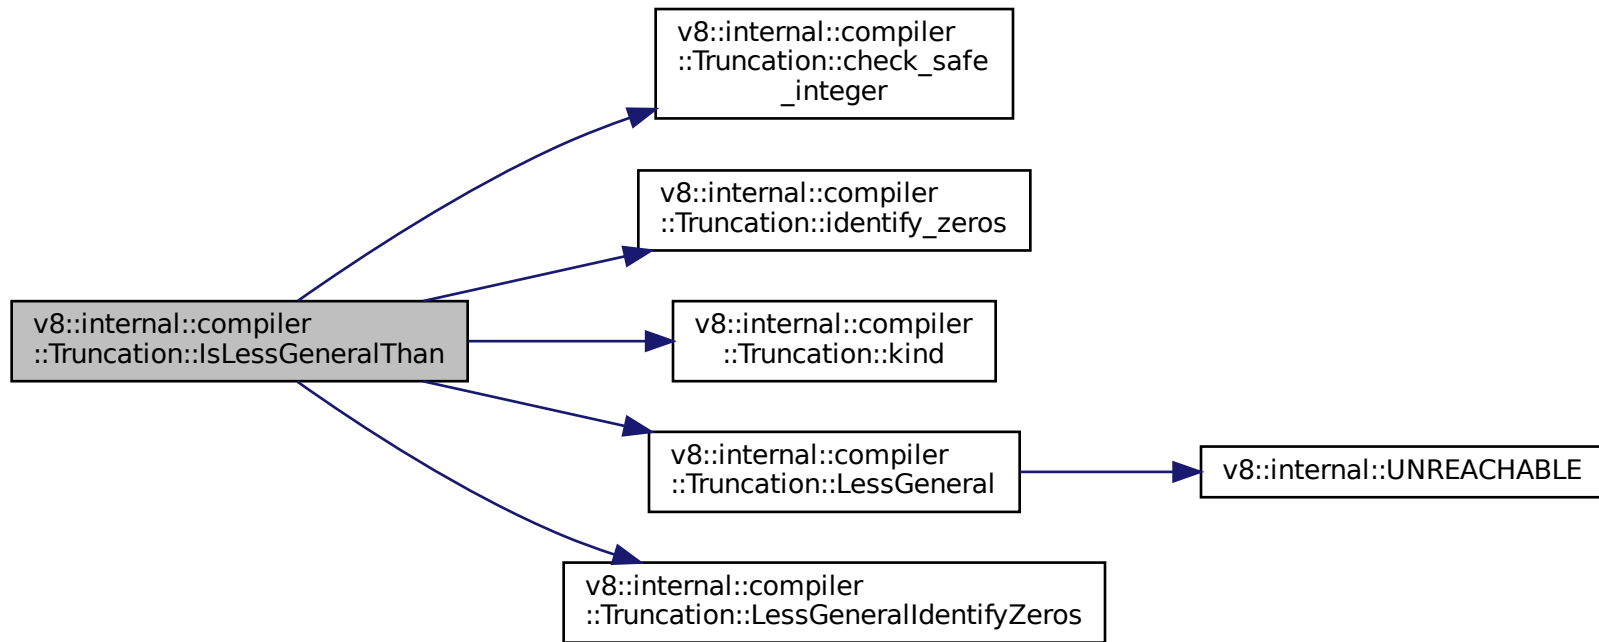 v8::internal::compiler
::Truncation::check_safe
_integer
v8::internal::compiler
::Truncation::identify_zeros
v8::internal::compiler
::Truncation::IsLessGeneralThan
v8::internal::compiler
::Truncation::kind
v8::internal::compiler
::Truncation::LessGeneral
v8::internal::UNREACHABLE
v8::internal::compiler
::Truncation::LessGeneralIdentifyZeros